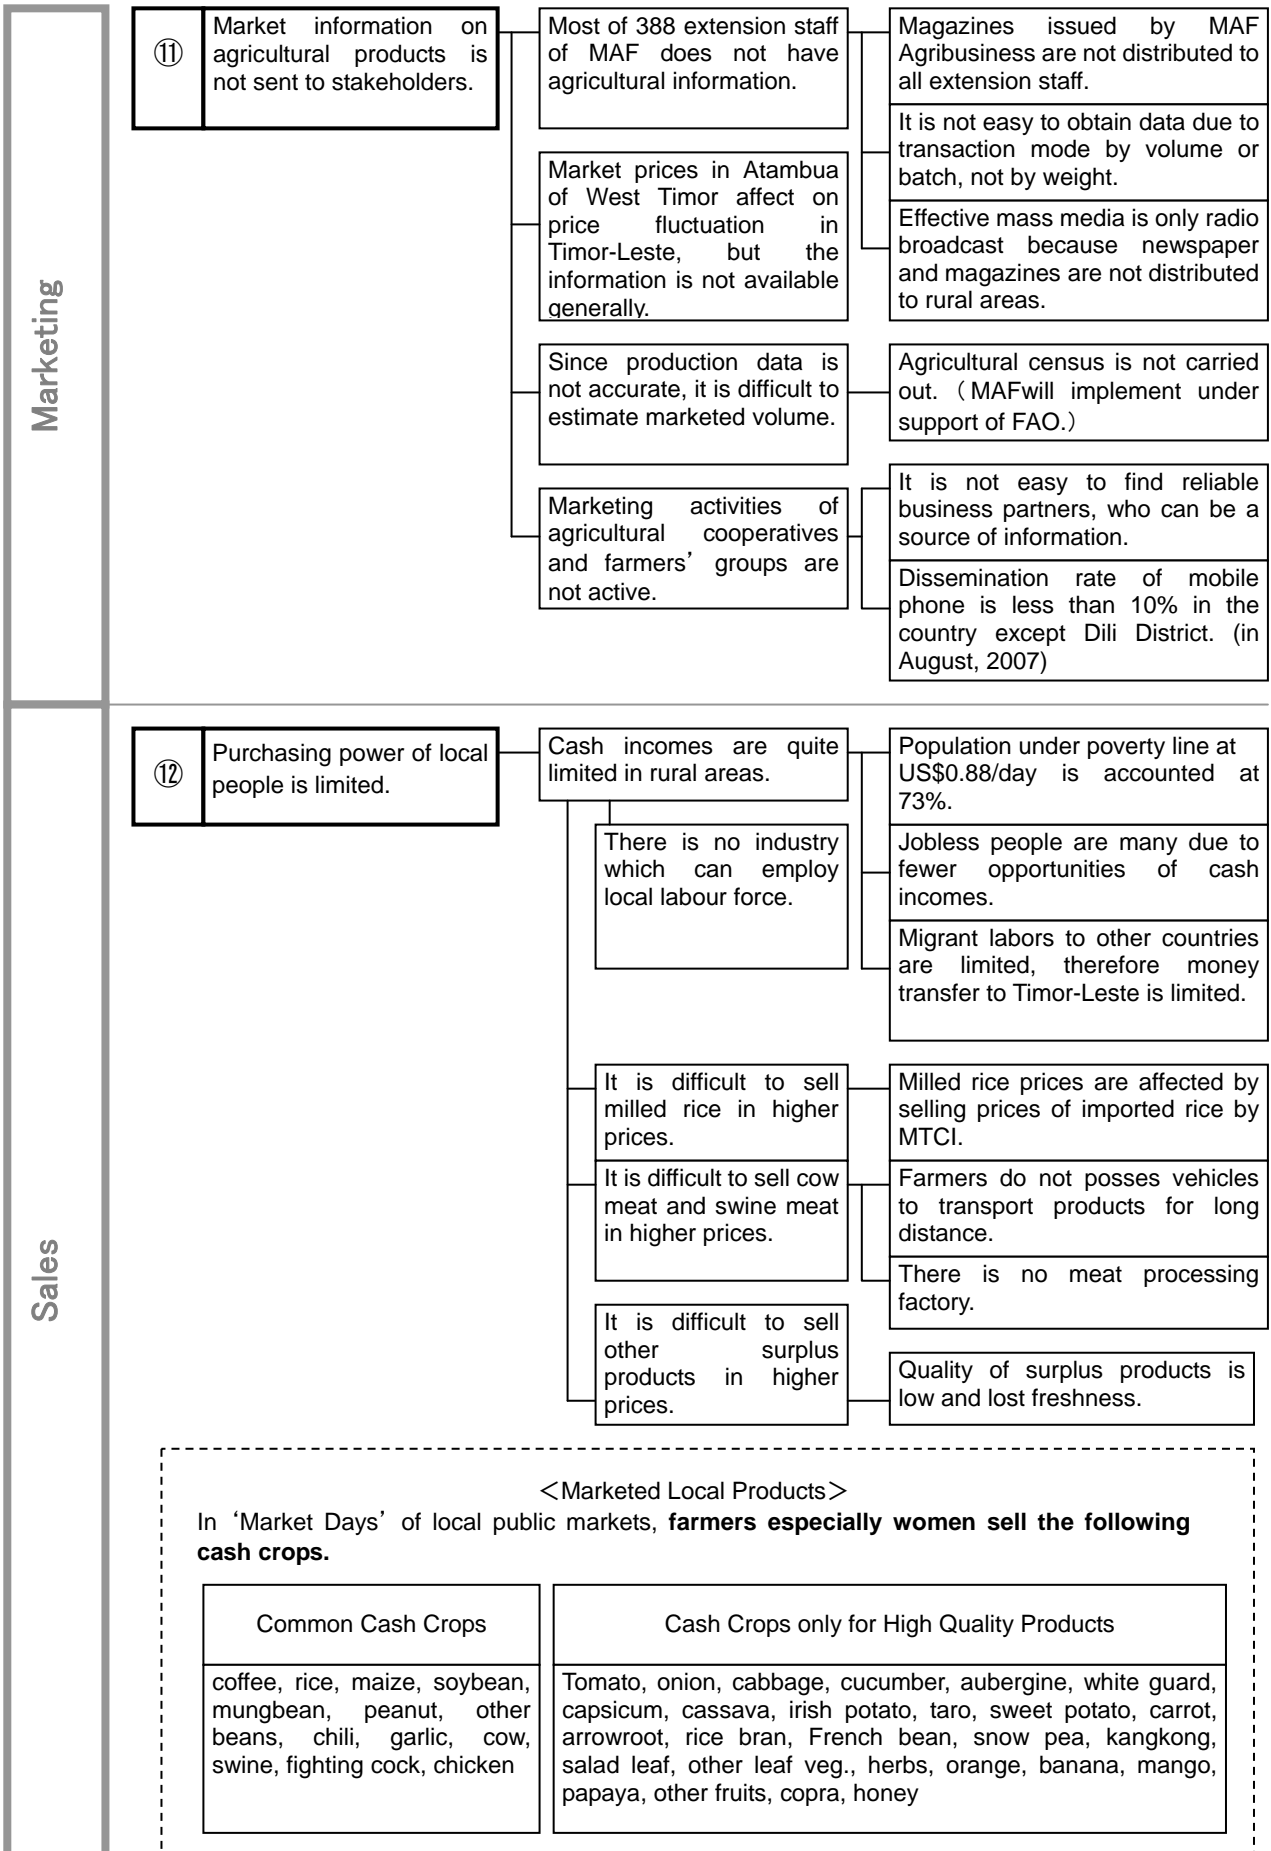 Marketing
⑪
Market information on
agricultural products is
not sent to stakeholders.
Most of 388 extension staff
of MAF does not have
agricultural information.
Magazines issued by MAF
Agribusiness are not distributed to
all extension staff.
It is not easy to obtain data due to
transaction mode by volume or
batch, not by weight.
Effective mass media is only radio
broadcast because newspaper
and magazines are not distributed
to rural areas.
Market prices in Atambua
of West Timor affect on
price fluctuation in
Timor-Leste, but the
information is not available
generally.
Since production data is
not accurate, it is difficult to
estimate marketed volume.
Agricultural census is not carried
out.（MAFwill implement under
support of FAO.）
Marketing activities of
agricultural cooperatives
and farmers’ groups are
not active.
It is not easy to find reliable
business partners, who can be a
source of information.
Dissemination rate of mobile
phone is less than 10% in the
country except Dili District. (in
August, 2007)
Sales
⑫
Purchasing power of local
people is limited.
Cash incomes are quite
limited in rural areas.
Population under poverty line at
US$0.88/day is accounted at
73%.
Jobless people are many due to
fewer opportunities of cash
incomes.
Migrant labors to other countries
are limited, therefore money
transfer to Timor-Leste is limited.
There is no industry
which can employ
local labour force.
It is difficult to sell
milled rice in higher
prices.
Milled rice prices are affected by
selling prices of imported rice by
MTCI.
It is difficult to sell cow
meat and swine meat
in higher prices.
Farmers do not posses vehicles
to transport products for long
distance.
There is no meat processing
factory.
It is difficult to sell
other surplus
products in higher
prices.
Quality of surplus products is
low and lost freshness.
＜Marketed Local Products＞
In ‘Market Days’ of local public markets, farmers especially women sell the following
cash crops.
Common Cash Crops
coffee, rice, maize, soybean,
mungbean, peanut, other
beans, chili, garlic, cow,
swine, fighting cock, chicken
Cash Crops only for High Quality Products
Tomato, onion, cabbage, cucumber, aubergine, white guard,
capsicum, cassava, irish potato, taro, sweet potato, carrot,
arrowroot, rice bran, French bean, snow pea, kangkong,
salad leaf, other leaf veg., herbs, orange, banana, mango,
papaya, other fruits, copra, honey